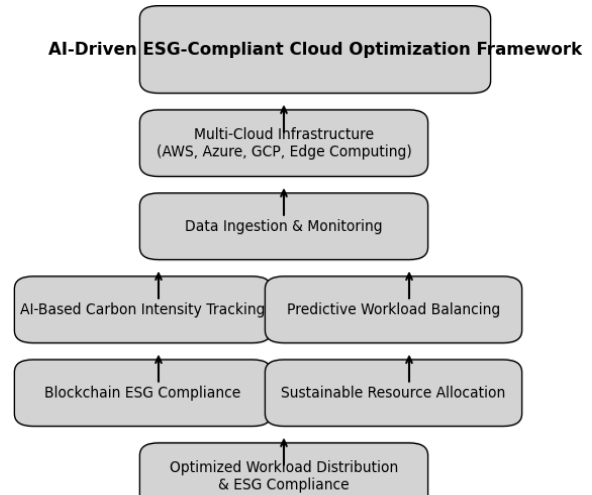 AI-Driven ESG-Compliant Cloud Optimization Framework
Multi-Cloud Infrastructure
(AWS, Azure, GCP, Edge Computing)
Data Ingestion & Monitoring
AI-Based Carbon Intensity Tracking
Predictive Workload Balancing
Blockchain ESG Compliance
Sustainable Resource Allocation
Optimized Workload Distribution
& ESG Compliance